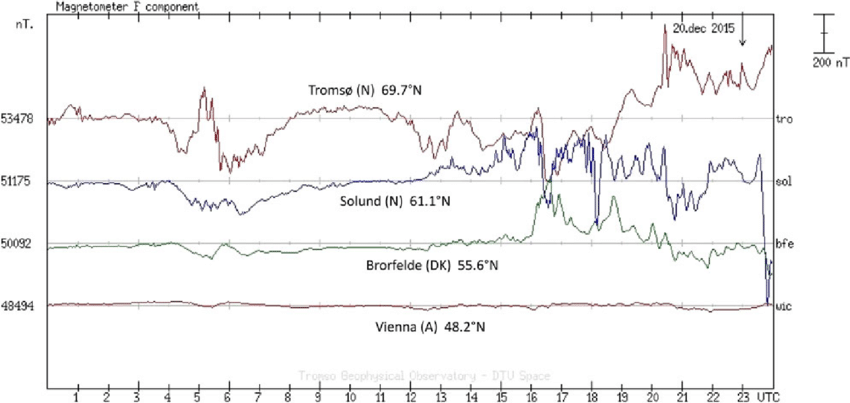 Magnetometer F component
nT.
20.dec 2015
200 nT
Tromsø (N) 69.7°N
53478
tro
51175
sol
Solund (N) 61.1°N
50092
bfe
Brorfelde (DK) 55.6°N
48494
wic
Vienna (A) 48.2°N
Tromso Geophysical Observatory - DTU Space
1 2 3 4 5 6 7 8 9 10 11 12 13 14 15 16 17 18 19 20 21 22 23 UTC